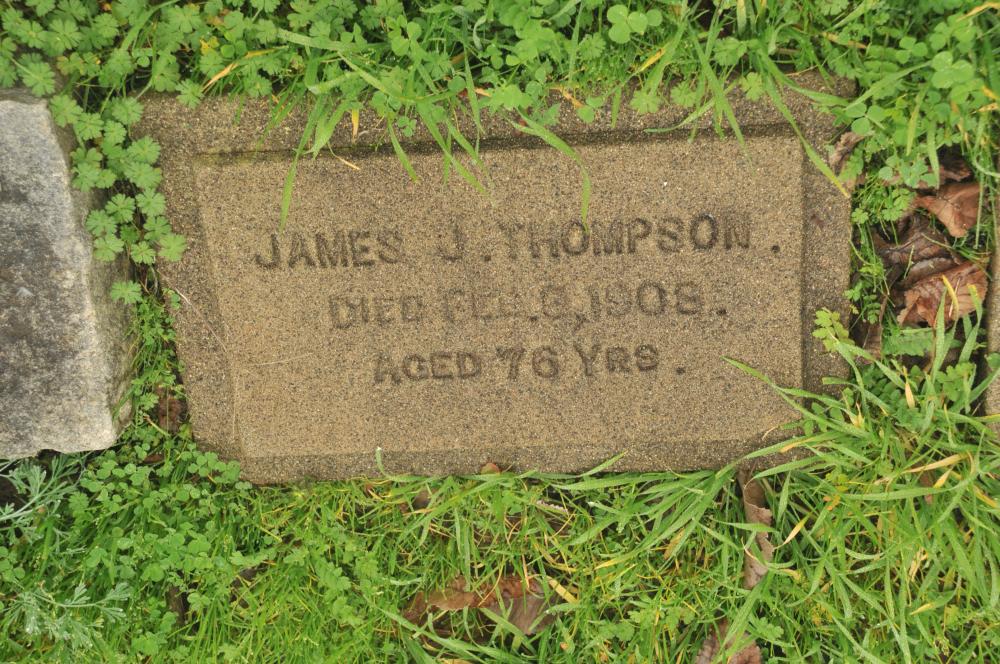 JAMES J. THOMPSON.
DIED FEB. 8, 1908.
AGED 76 YRS.